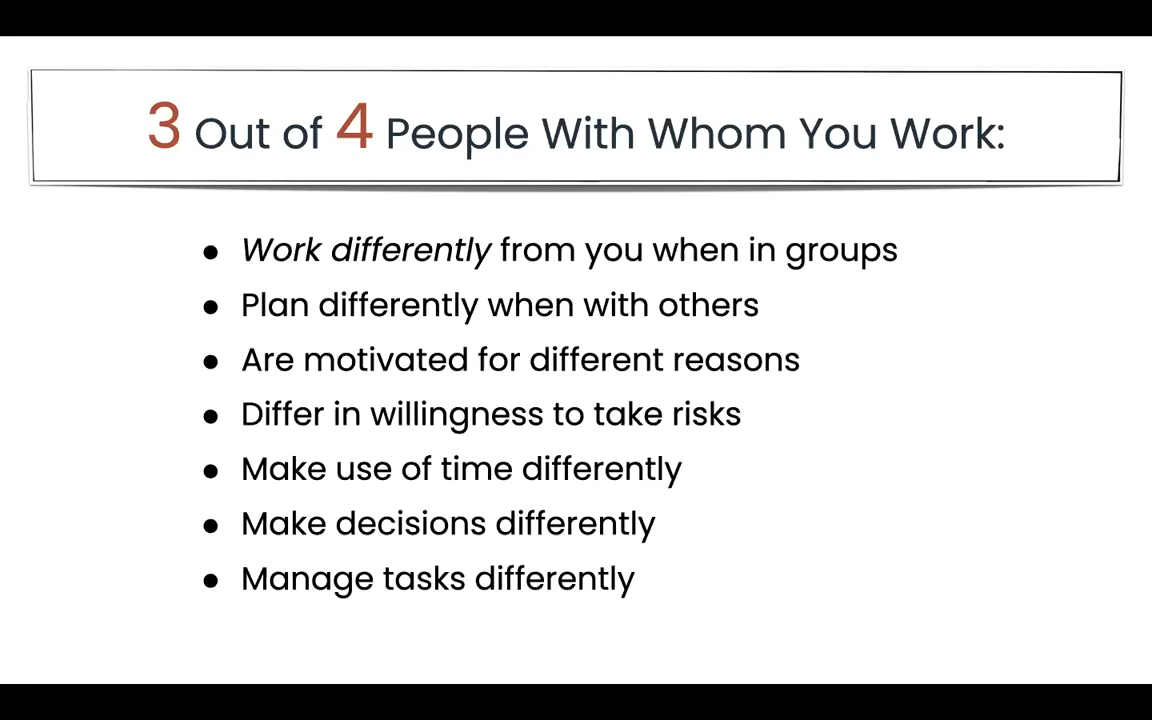 3 Out of 4 People With Whom You Work:
● Work differently from you when in groups
● Plan differently when with others
● Are motivated for different reasons
● Differ in willingness to take risks
● Make use of time differently
● Make decisions differently
● Manage tasks differently